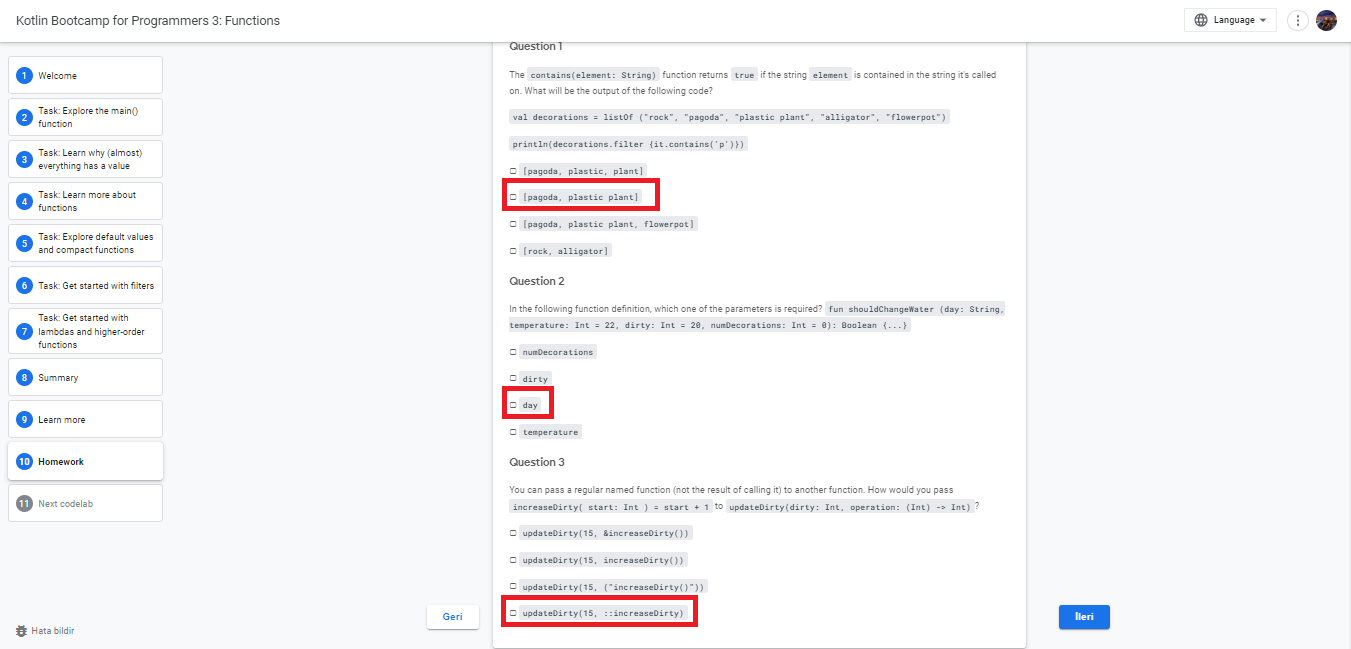 Kotlin Bootcamp for Programmers 3: Functions
Language
1 Welcome
2 Task: Explore the main()
function
3 Task: Learn why (almost)
everything has a value
4 Task: Learn more about
functions
5 Task: Explore default values
and compact functions
6 Task: Get started with filters
7 Task: Get started with
lambdas and higher-order
functions
8 Summary
9 Learn more
10 Homework
11 Next codelab
Hata bildir
Question 1
The contains(element: String) function returns true if the string element is contained in the string it's called
on. What will be the output of the following code?
val decorations = listOf ("rock", "pagoda", "plastic plant", "alligator", "flowerpot")
println(decorations.filter {it.contains('p')})
[pagoda, plastic, plant]
[pagoda, plastic plant]
[pagoda, plastic plant, flowerpot]
[rock, alligator]
Question 2
In the following function definition, which one of the parameters is required? fun shouldChangeWater (day: String,
temperature: Int = 22, dirty: Int = 20, numDecorations: Int = 0): Boolean {...}
numDecorations
dirty
day
temperature
Question 3
You can pass a regular named function (not the result of calling it) to another function. How would you pass
increaseDirty( start: Int ) = start + 1 to updateDirty(dirty: Int, operation: (Int) -> Int) ?
updateDirty(15, &increaseDirty())
updateDirty(15, increaseDirty())
updateDirty(15, ("increaseDirty()"))
updateDirty(15, ::increaseDirty)
Geri
İleri